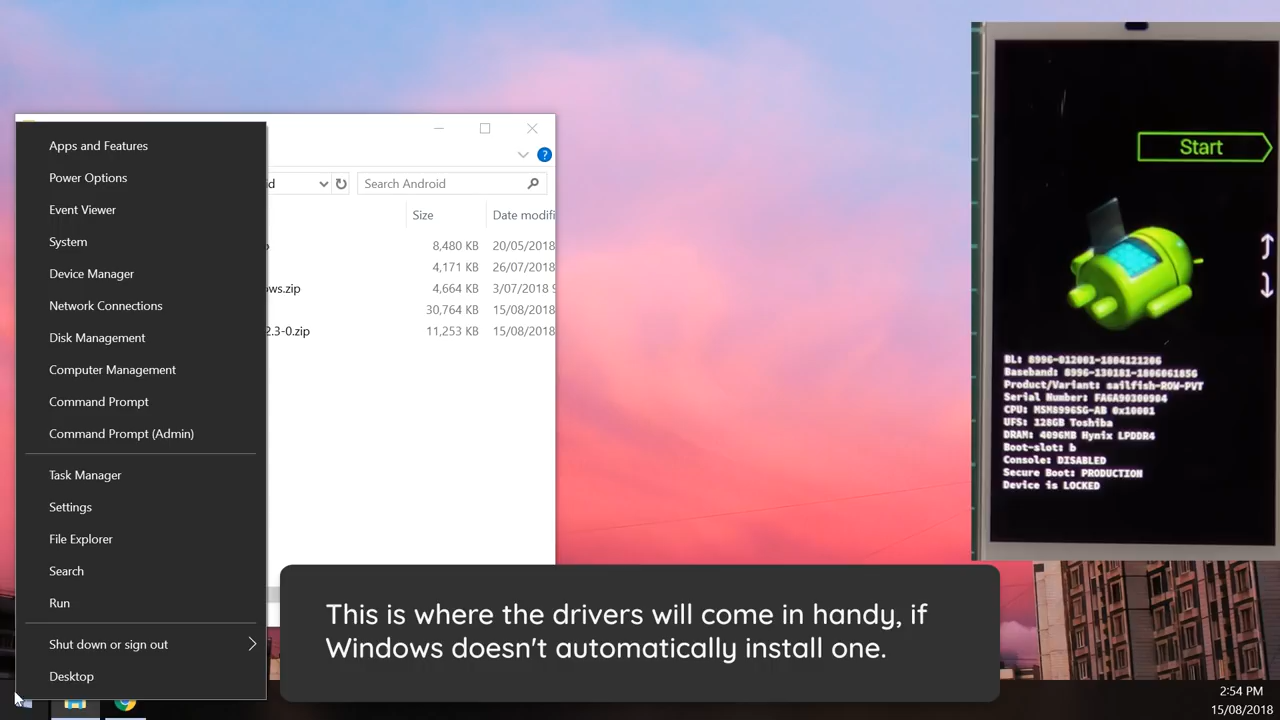 Apps and Features
Power Options
Event Viewer
System
Device Manager
Network Connections
Disk Management
Computer Management
Command Prompt
Command Prompt (Admin)
Task Manager
Settings
File Explorer
Search
Run
Shut down or sign out
Desktop
Search Android
Size
Date modifi
8,480 KB 20/05/2018
4,171 KB 26/07/2018
ows.zip 4,664 KB 3/07/2018 9
30,764 KB 15/08/2018
2.3-0.zip 11,253 KB 15/08/2018
Start
BL: 8996-012001-1804121206
Baseband: 8996-130181-1806061856
Product/Variant: sailfish-ROW-PVT
Serial Number: FA6A90300904
CPU: MSM8996SG-AB 0x10001
UFS: 128GB Toshiba
DRAM: 4096MB Hynix LPDDR4
Boot-slot: b
Console: DISABLED
Secure Boot: PRODUCTION
Device is LOCKED
This is where the drivers will come in handy, if
Windows doesn't automatically install one.
2:54 PM
15/08/2018